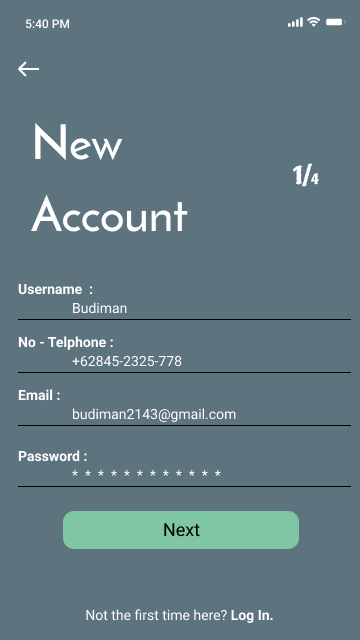 5:40 PM
New
Account
1/4
Username :
Budiman
No - Telphone :
+62845-2325-778
Email :
budiman2143@gmail.com
Password :
* * * * * * * * * * * *
Next
Not the first time here? Log In.